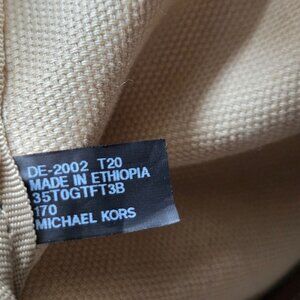 DE-2002 T20
MADE IN ETHIOPIA
35T0GTFT3B
170
MICHAEL KORS